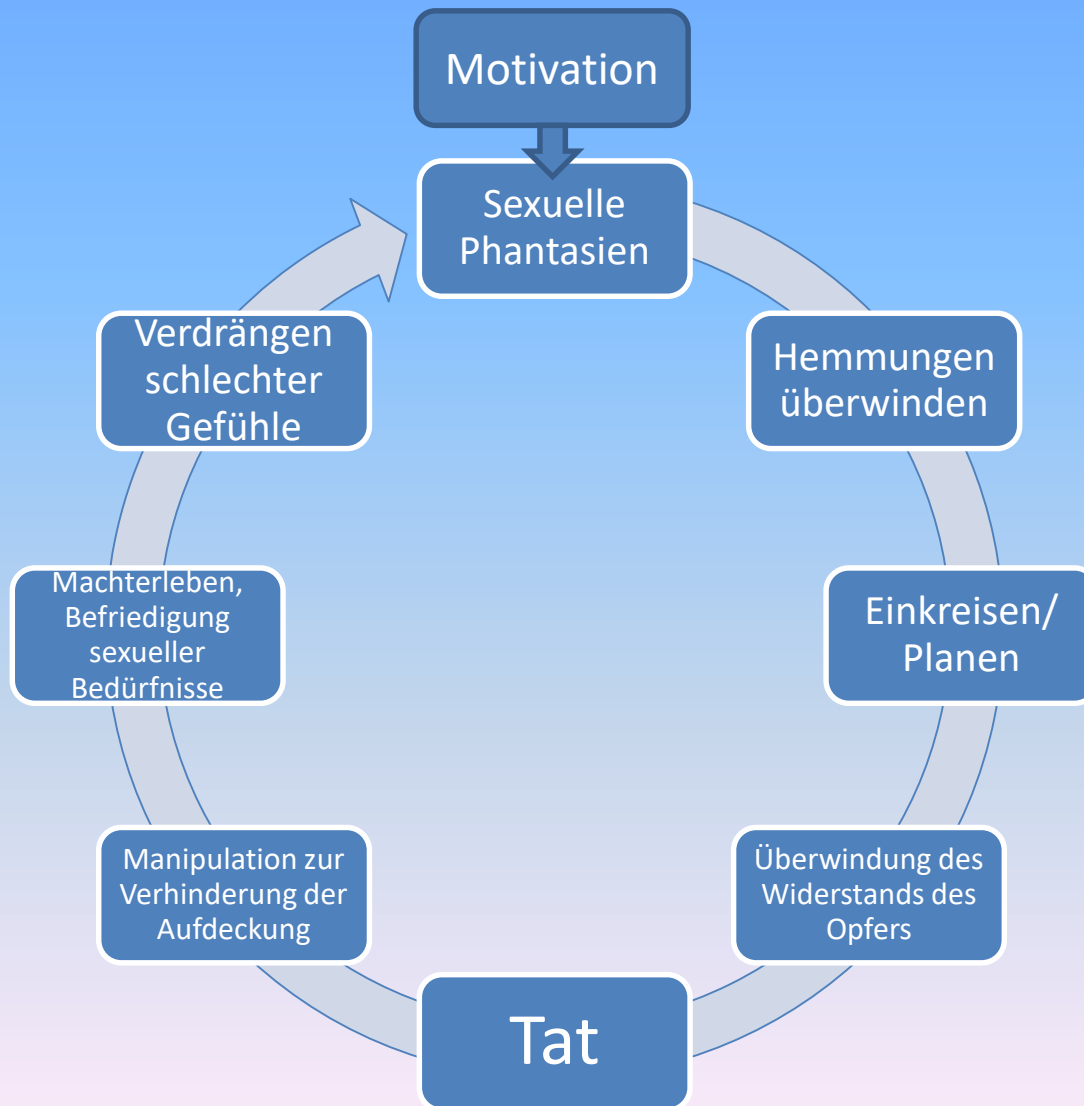 Motivation
Sexuelle
Phantasien
Hemmungen
überwinden
Einkreisen/
Planen
Überwindung des
Widerstands des
Opfers
Tat
Manipulation zur
Verhinderung der
Aufdeckung
Machterleben,
Befriedigung
sexueller
Bedürfnisse
Verdrängen
schlechter
Gefühle